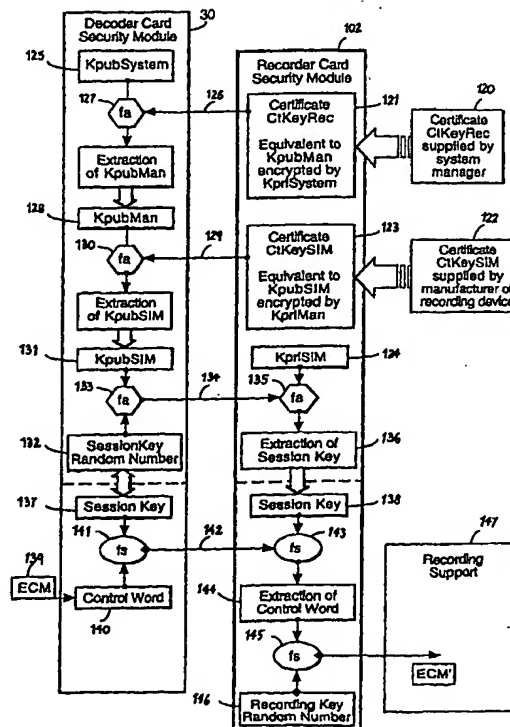 Decoder Card
Security Module
30
125
KpubSystem
127
fa
126
Extraction
of KpubMan
128
KpubMan
130
fa
129
Extraction
of KpubSIM
131
KpubSIM
133
fa
134
132
SessionKey
Random Number
137
Session Key
141
fs
142
139
ECM
Control Word
140
102
Recorder Card
Security Module
121
Certificate
CtKeyRec
Equivalent to
KpubMan
encrypted by
KpriSystem
123
Certificate
CtKeySIM
Equivalent to
KpubSIM
encrypted by
KpriMan
KpriSIM
124
135
fa
Extraction of
Session Key
136
Session Key
138
143
fs
144
Extraction of
Control Word
145
fs
146
Recording Key
Random Number
120
Certificate
CtKeyRec
supplied by
system
manager
122
Certificate
CtKeySIM
supplied by
manufacturer of
recording device
147
Recording
Support
ECM'